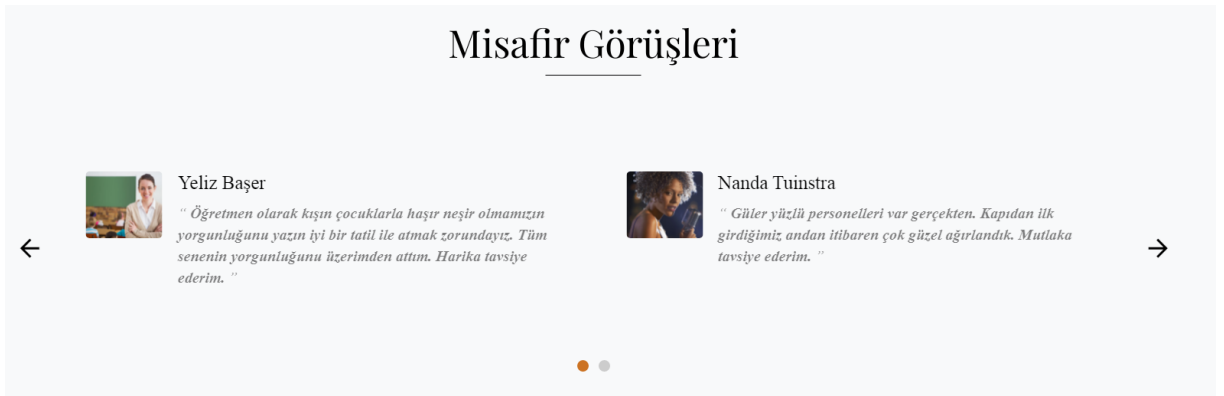 Misafir Görüşleri
Yeliz Başer
" Öğretmen olarak kışın çocuklarla haşır neşir olmamızın
yorgunluğunu yazın iyi bir tatil ile atmak zorundayız. Tüm
senenin yorgunluğunu üzerimden attım. Harika tavsiye
ederim. "
Nanda Tuinstra
" Güler yüzlü personelleri var gerçekten. Kapıdan ilk
girdiğimiz andan itibaren çok güzel ağırlandık. Mutlaka
tavsiye ederim. "